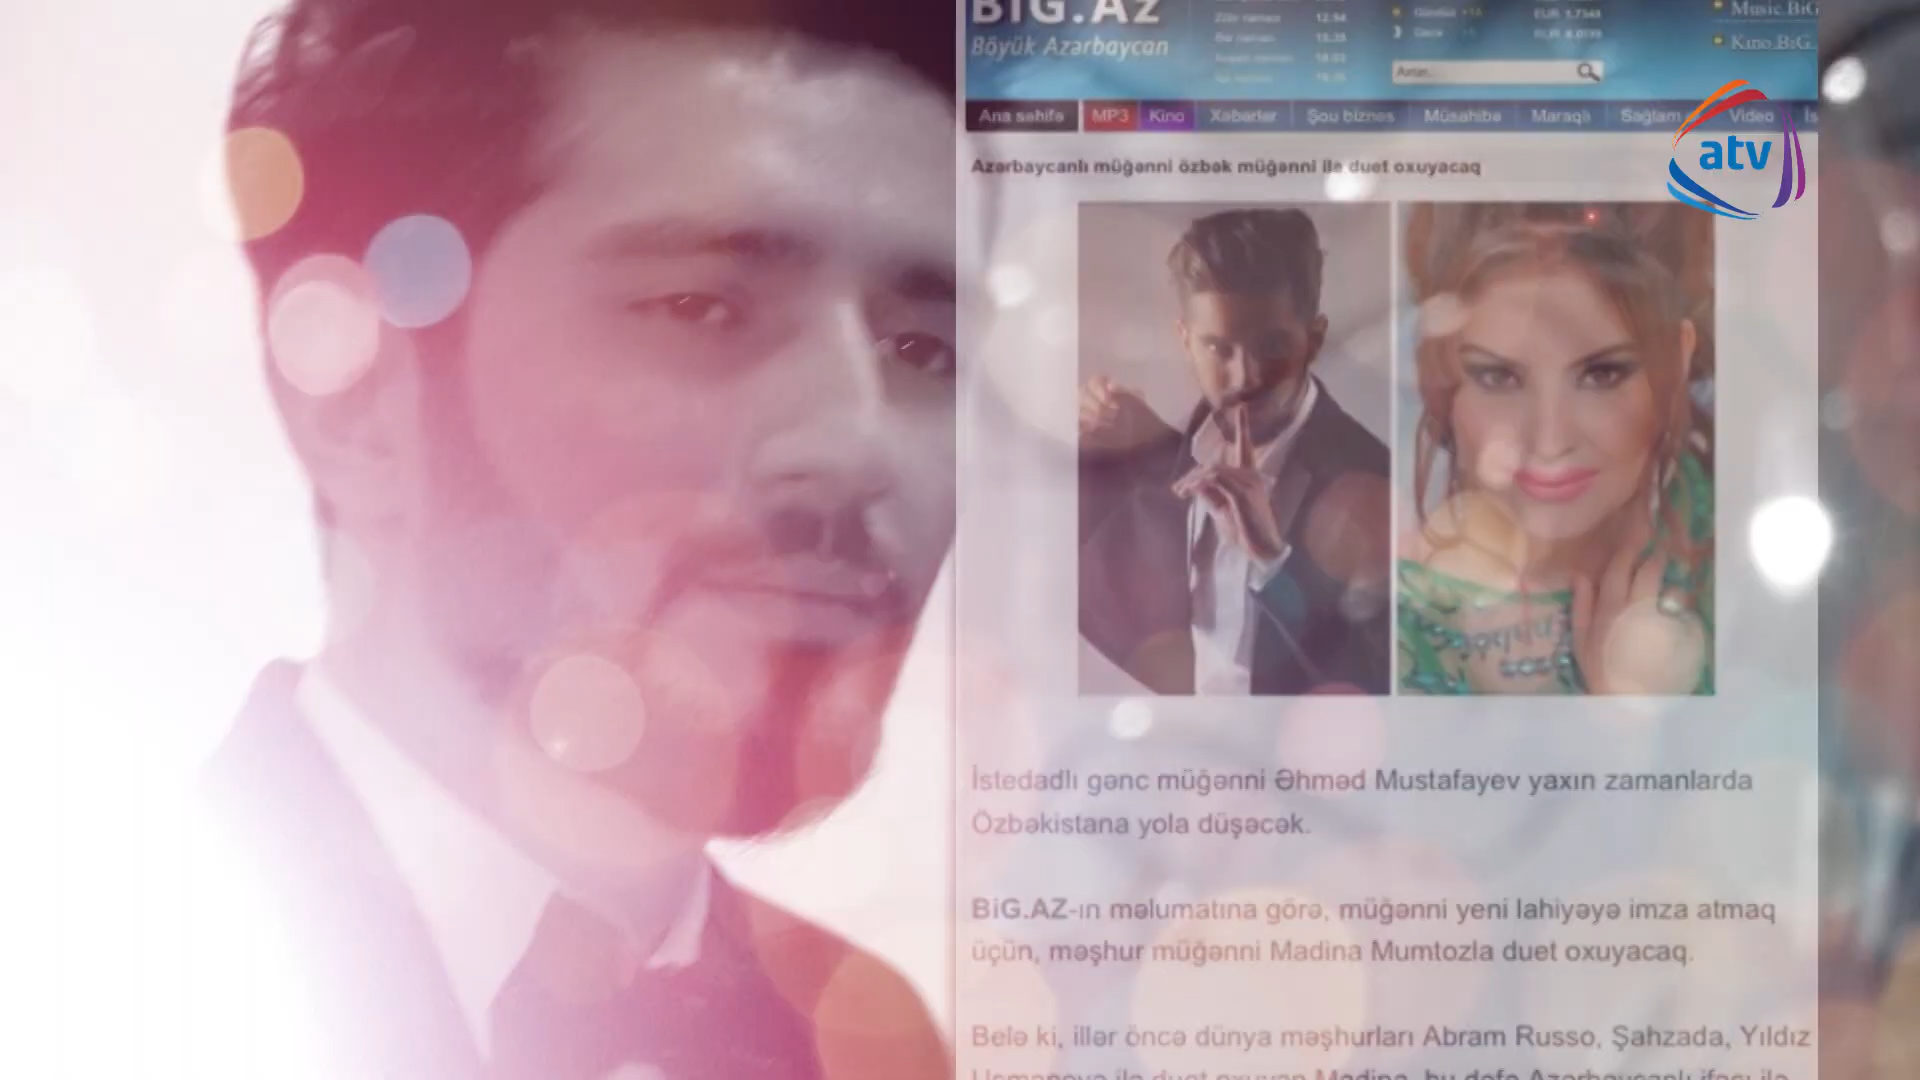 BiG.Az
Böyük Azərbaycan
Music.BiG
Kino.BiG.
Ana səhifə MP3 Kino Xəbərlər Şou biznes Müsahibə Maraqlı Sağlam Video İs
atv
Azərbaycanlı müğənni özbək müğənni ilə duet oxuyacaq
İstedadlı gənc müğənni Əhməd Mustafayev yaxın zamanlarda
Özbəkistana yola düşəcək.
BiG.AZ-ın məlumatına görə, müğənni yeni lahiyəyə imza atmaq
üçün, məşhur müğənni Madina Mumtozla duet oxuyacaq.
Belə ki, illər öncə dünya məşhurları Abram Russo, Şahzada, Yıldız